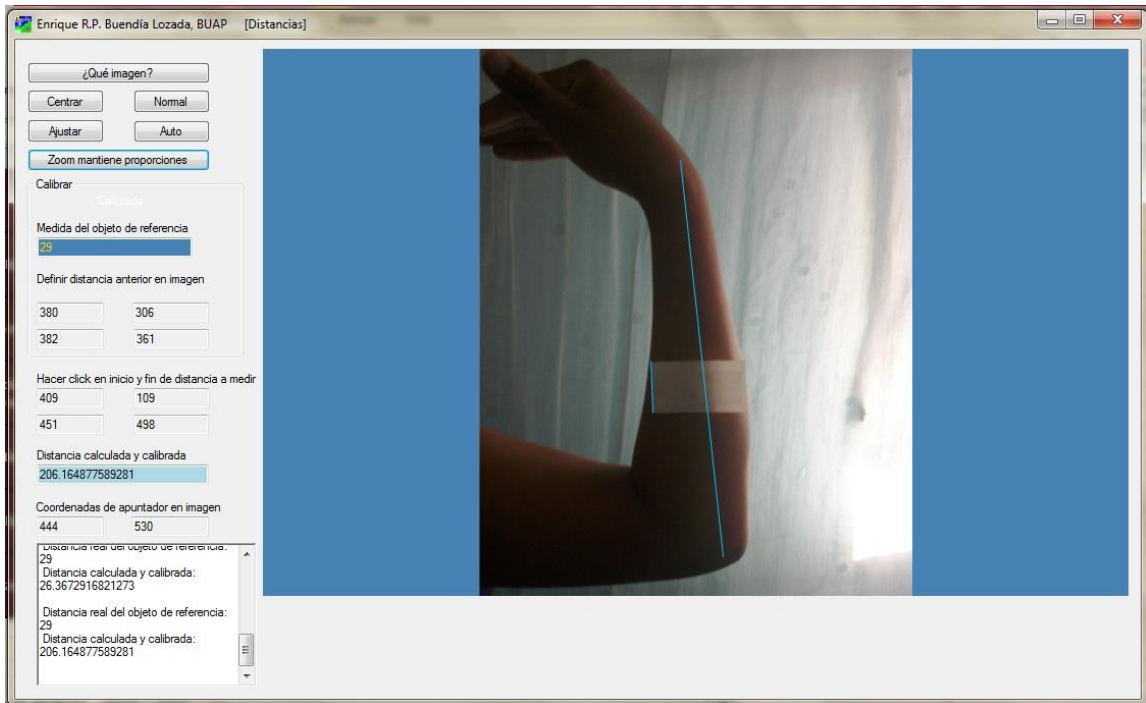 Enrique R.P. Buendía Lozada, BUAP [Distancias]
¿Qué imagen?
Centrar Normal
Ajustar Auto
Zoom mantiene proporciones
Calibrar
Calibrado
Medida del objeto de referencia
29
Definir distancia anterior en imagen
380 306
382 361
Hacer click en inicio y fin de distancia a medir
409 109
451 498
Distancia calculada y calibrada
206.164877589281
Coordenadas de apuntador en imagen
444 530
Distancia real del objeto de referencia:
29
Distancia calculada y calibrada:
26.3672916821273
Distancia real del objeto de referencia:
29
Distancia calculada y calibrada:
206.164877589281